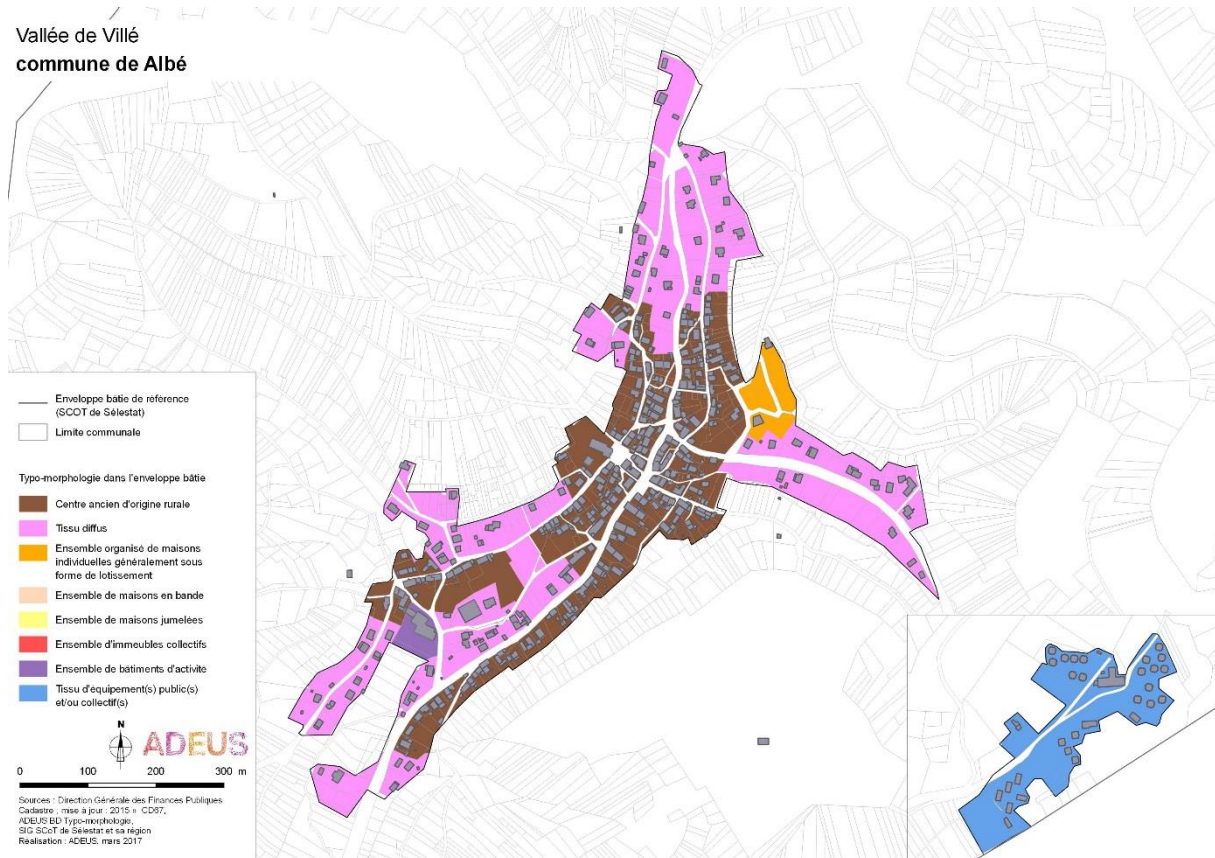 Vallée de Villé
commune de Albé
Enveloppe bâtie de référence
(SCOT de Sélestat)
Limite communale
Typo-morphologie dans l'enveloppe bâtie
Centre ancien d'origine rurale
Tissu diffus
Ensemble organisé de maisons
individuelles généralement sous
forme de lotissement
Ensemble de maisons en bande
Ensemble de maisons jumelées
Ensemble d'immeubles collectifs
Ensemble de bâtiments d'activité
Tissu d'équipement(s) public(s)
et/ou collectif(s)
N
ADEUS
0 100 200 300 m
Sources : Direction Générale des Finances Publiques
Cadastre ; mise à jour : 2015 » CD67,
ADEUS BD Typo-morphologie,
SIG SCoT de Sélestat et sa région
Réalisation : ADEUS, mars 2017